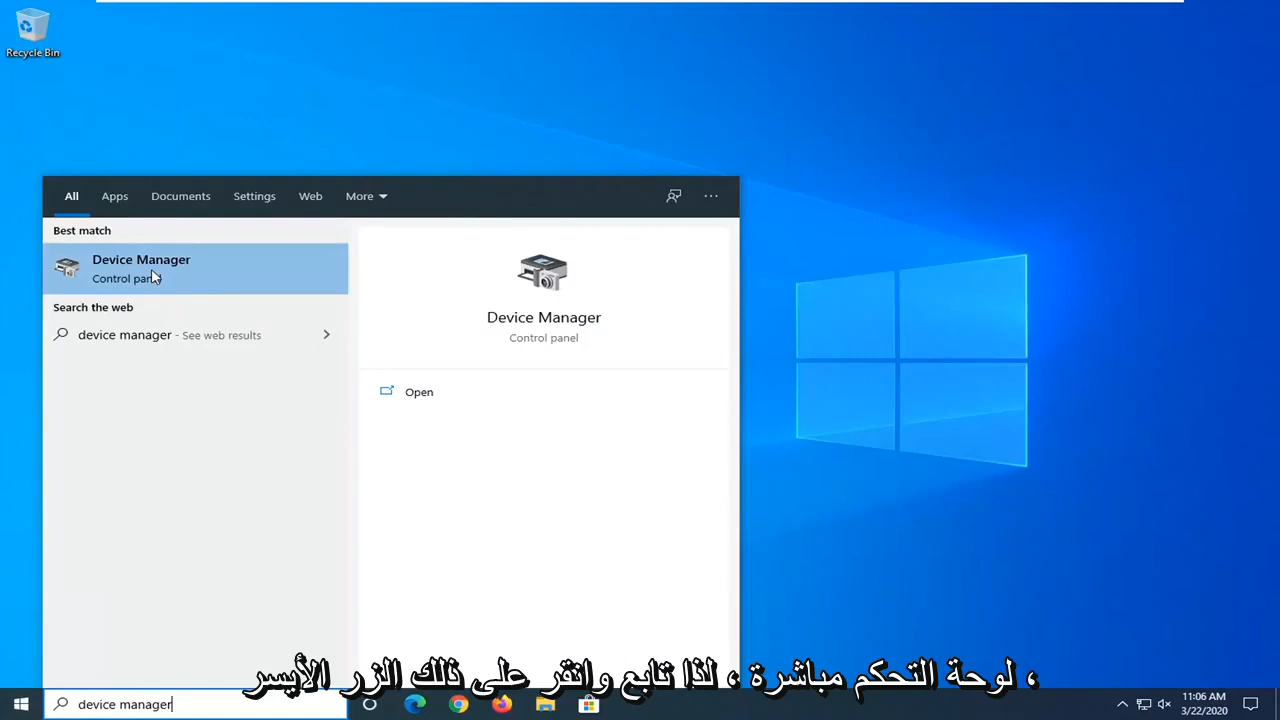 Recycle Bin
All Apps Documents Settings Web More
Best match
Device Manager
Control panel
Search the web
device manager - See web results
Device Manager
Control panel
Open
، لوحة التحكم مباشرة ، لذا تابع وانقر على ذلك الزر الأيسر
device manager
11:06 AM
3/22/2020